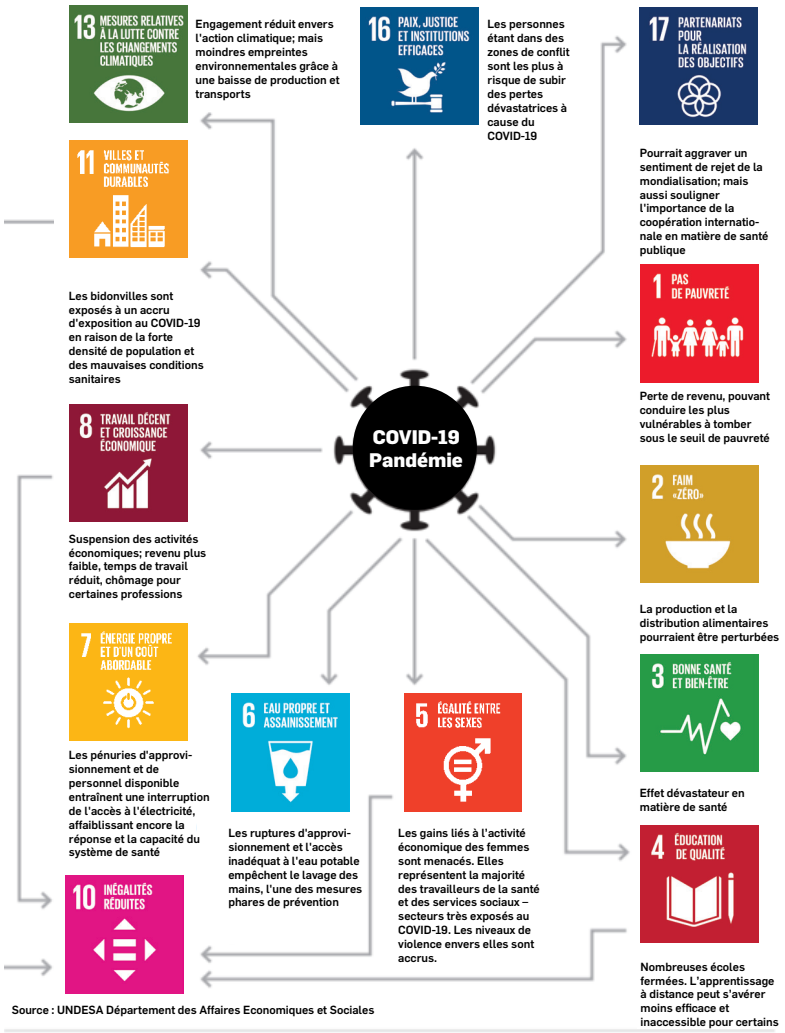 13 MESURES RELATIVES
À LA LUTTE CONTRE
LES CHANGEMENTS
CLIMATIQUES
Engagement réduit envers
l'action climatique; mais
moindres empreintes
environnementales grâce à
une baisse de production et
transports
16 PAIX, JUSTICE
ET INSTITUTIONS
EFFICACES
Les personnes
étant dans des
zones de conflit
sont les plus à
risque de subir
des pertes
dévastatrices à
cause du
COVID-19
17 PARTENARIATS
POUR
LA RÉALISATION
DES OBJECTIFS
Pourrait aggraver un
sentiment de rejet de la
mondialisation; mais
aussi souligner
l'importance de la
coopération internatio-
nale en matière de santé
publique
11 VILLES ET
COMMUNAUTÉS
DURABLES
Les bidonvilles sont
exposés à un accru
d'exposition au COVID-19
en raison de la forte
densité de population et
des mauvaises conditions
sanitaires
1 PAS
DE PAUVRETÉ
Perte de revenu, pouvant
conduire les plus
vulnérables à tomber
sous le seuil de pauvreté
COVID-19
Pandémie
8 TRAVAIL DÉCENT
ET CROISSANCE
ÉCONOMIQUE
Suspension des activités
économiques; revenu plus
faible, temps de travail
réduit, chômage pour
certaines professions
2 FAIM
«ZÉRO»
La production et la
distribution alimentaires
pourraient être perturbées
7 ÉNERGIE PROPRE
ET D'UN COÛT
ABORDABLE
Les pénuries d'approvi-
sionnement et de
personnel disponible
entraînent une interruption
de l'accès à l'électricité,
affaiblissant encore la
réponse et la capacité du
système de santé
6 EAU PROPRE ET
ASSAINISSEMENT
Les ruptures d'approvi-
sionnement et l'accès
inadéquat à l'eau potable
empêchent le lavage des
mains, l'une des mesures
phares de prévention
5 ÉGALITÉ ENTRE
LES SEXES
Les gains liés à l'activité
économique des femmes
sont menacés. Elles
représentent la majorité
des travailleurs de la santé
et des services sociaux –
secteurs très exposés au
COVID-19. Les niveaux de
violence envers elles sont
accrus.
3 BONNE SANTÉ
ET BIEN-ÊTRE
Effet dévastateur en
matière de santé
4 ÉDUCATION
DE QUALITÉ
Nombreuses écoles
fermées. L'apprentissage
à distance peut s'avérer
moins efficace et
inaccessible pour certains
10 INÉGALITÉS
RÉDUITES
Source : UNDESA Département des Affaires Economiques et Sociales